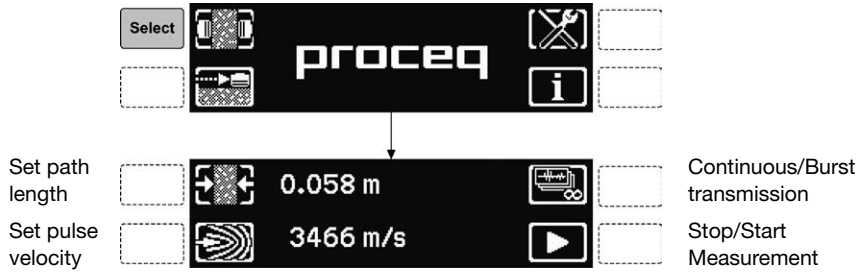 Select
proceq
i
Set path
length
0.058 m
Continuous/Burst
transmission
Set pulse
velocity
3466 m/s
Stop/Start
Measurement